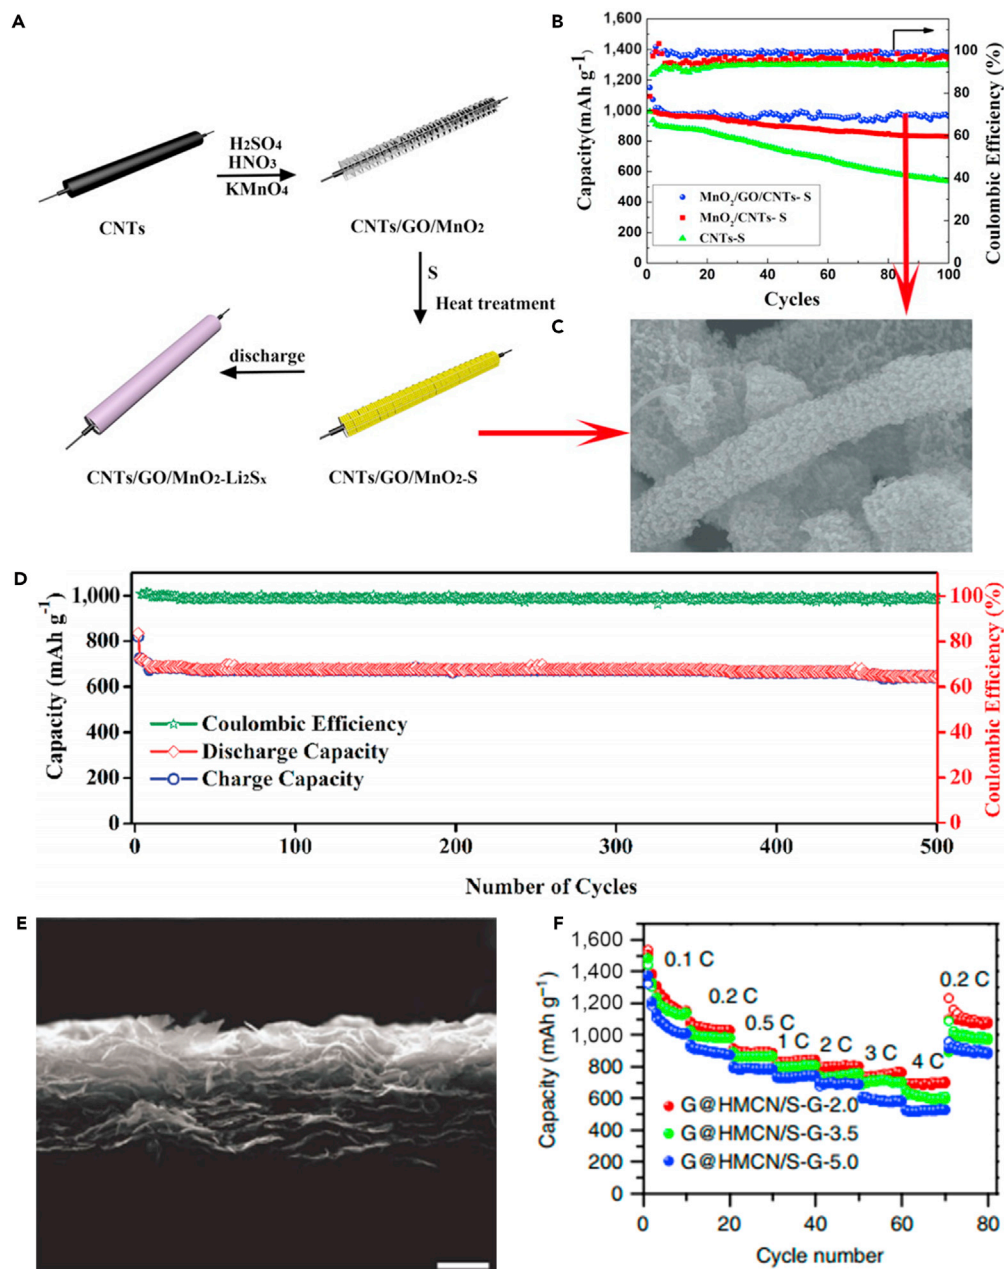 A
CNTs
H2SO4
HNO3
KMnO4
CNTs/GO/MnO2
S
Heat treatment
CNTs/GO/MnO2-S
discharge
CNTs/GO/MnO2-Li2Sx
B
Capacity(mAh g-1)
1,600
1,400
1,200
1,000
800
600
400
200
0
0 20 40 60 80 100
Cycles
100
80
60
40
20
0
Coulombic Efficiency (%)
MnO2/GO/CNTs- S
MnO2/CNTs- S
CNTs-S
C
D
Capacity (mAh g-1)
1,000
800
600
400
200
0
0 100 200 300 400 500
Number of Cycles
100
80
60
40
20
0
Coulombic Efficiency (%)
Coulombic Efficiency
Discharge Capacity
Charge Capacity
E
F
Capacity (mAh g–1)
1,600
1,400
1,200
1,000
800
600
400
200
0
0 20 40 60 80
Cycle number
0.1 C
0.2 C
0.5 C
1 C
2 C
3 C
4 C
0.2 C
G@HMCN/S-G-2.0
G@HMCN/S-G-3.5
G@HMCN/S-G-5.0